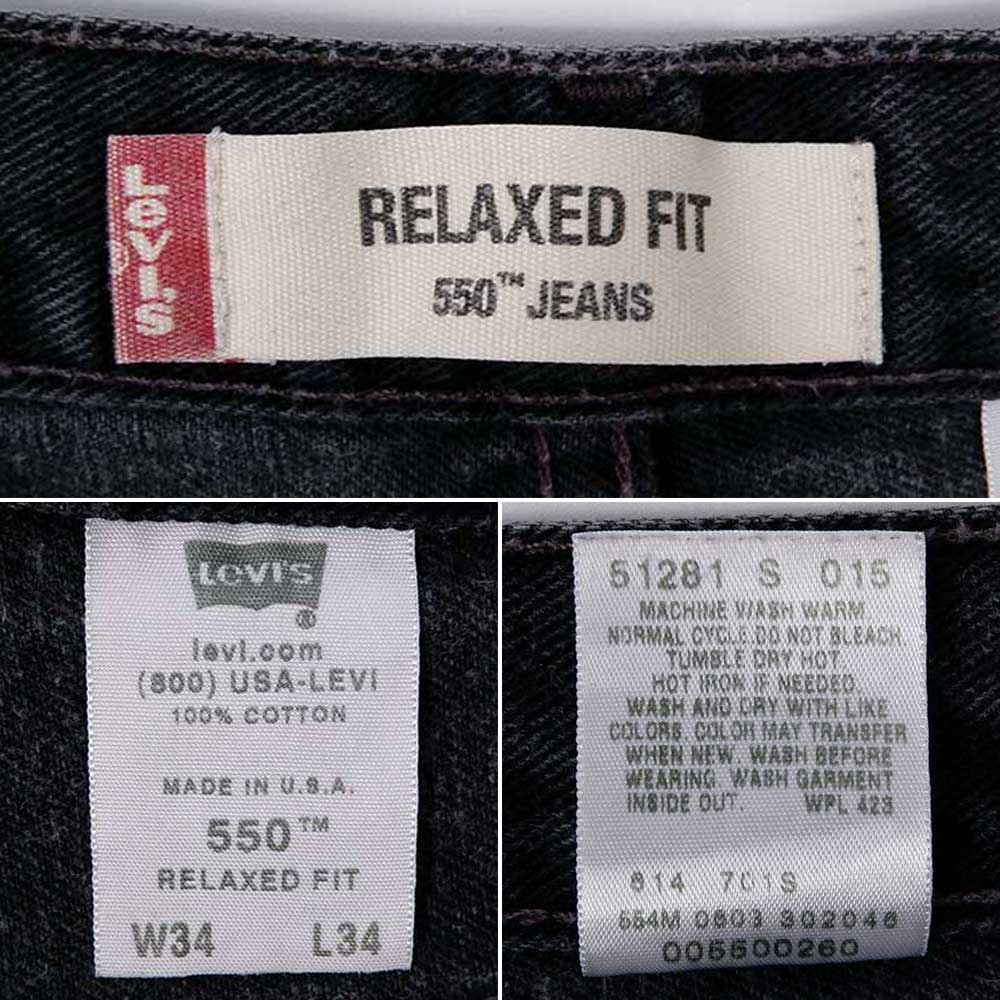 LEVI'S
®
RELAXED FIT
550™ JEANS
LEVI'S
®
levi.com
(800) USA-LEVI
100% COTTON
MADE IN U.S.A.
550™
RELAXED FIT
W34 L34
51281 S 015
MACHINE WASH WARM
NORMAL CYCLE.DO NOT BLEACH.
TUMBLE DRY HOT.
HOT IRON IF NEEDED.
WASH AND DRY WITH LIKE
COLORS. COLOR MAY TRANSFER
WHEN NEW. WASH BEFORE
WEARING. WASH GARMENT
INSIDE OUT. WPL 423
614 701S
554M 0603 302046
005500260